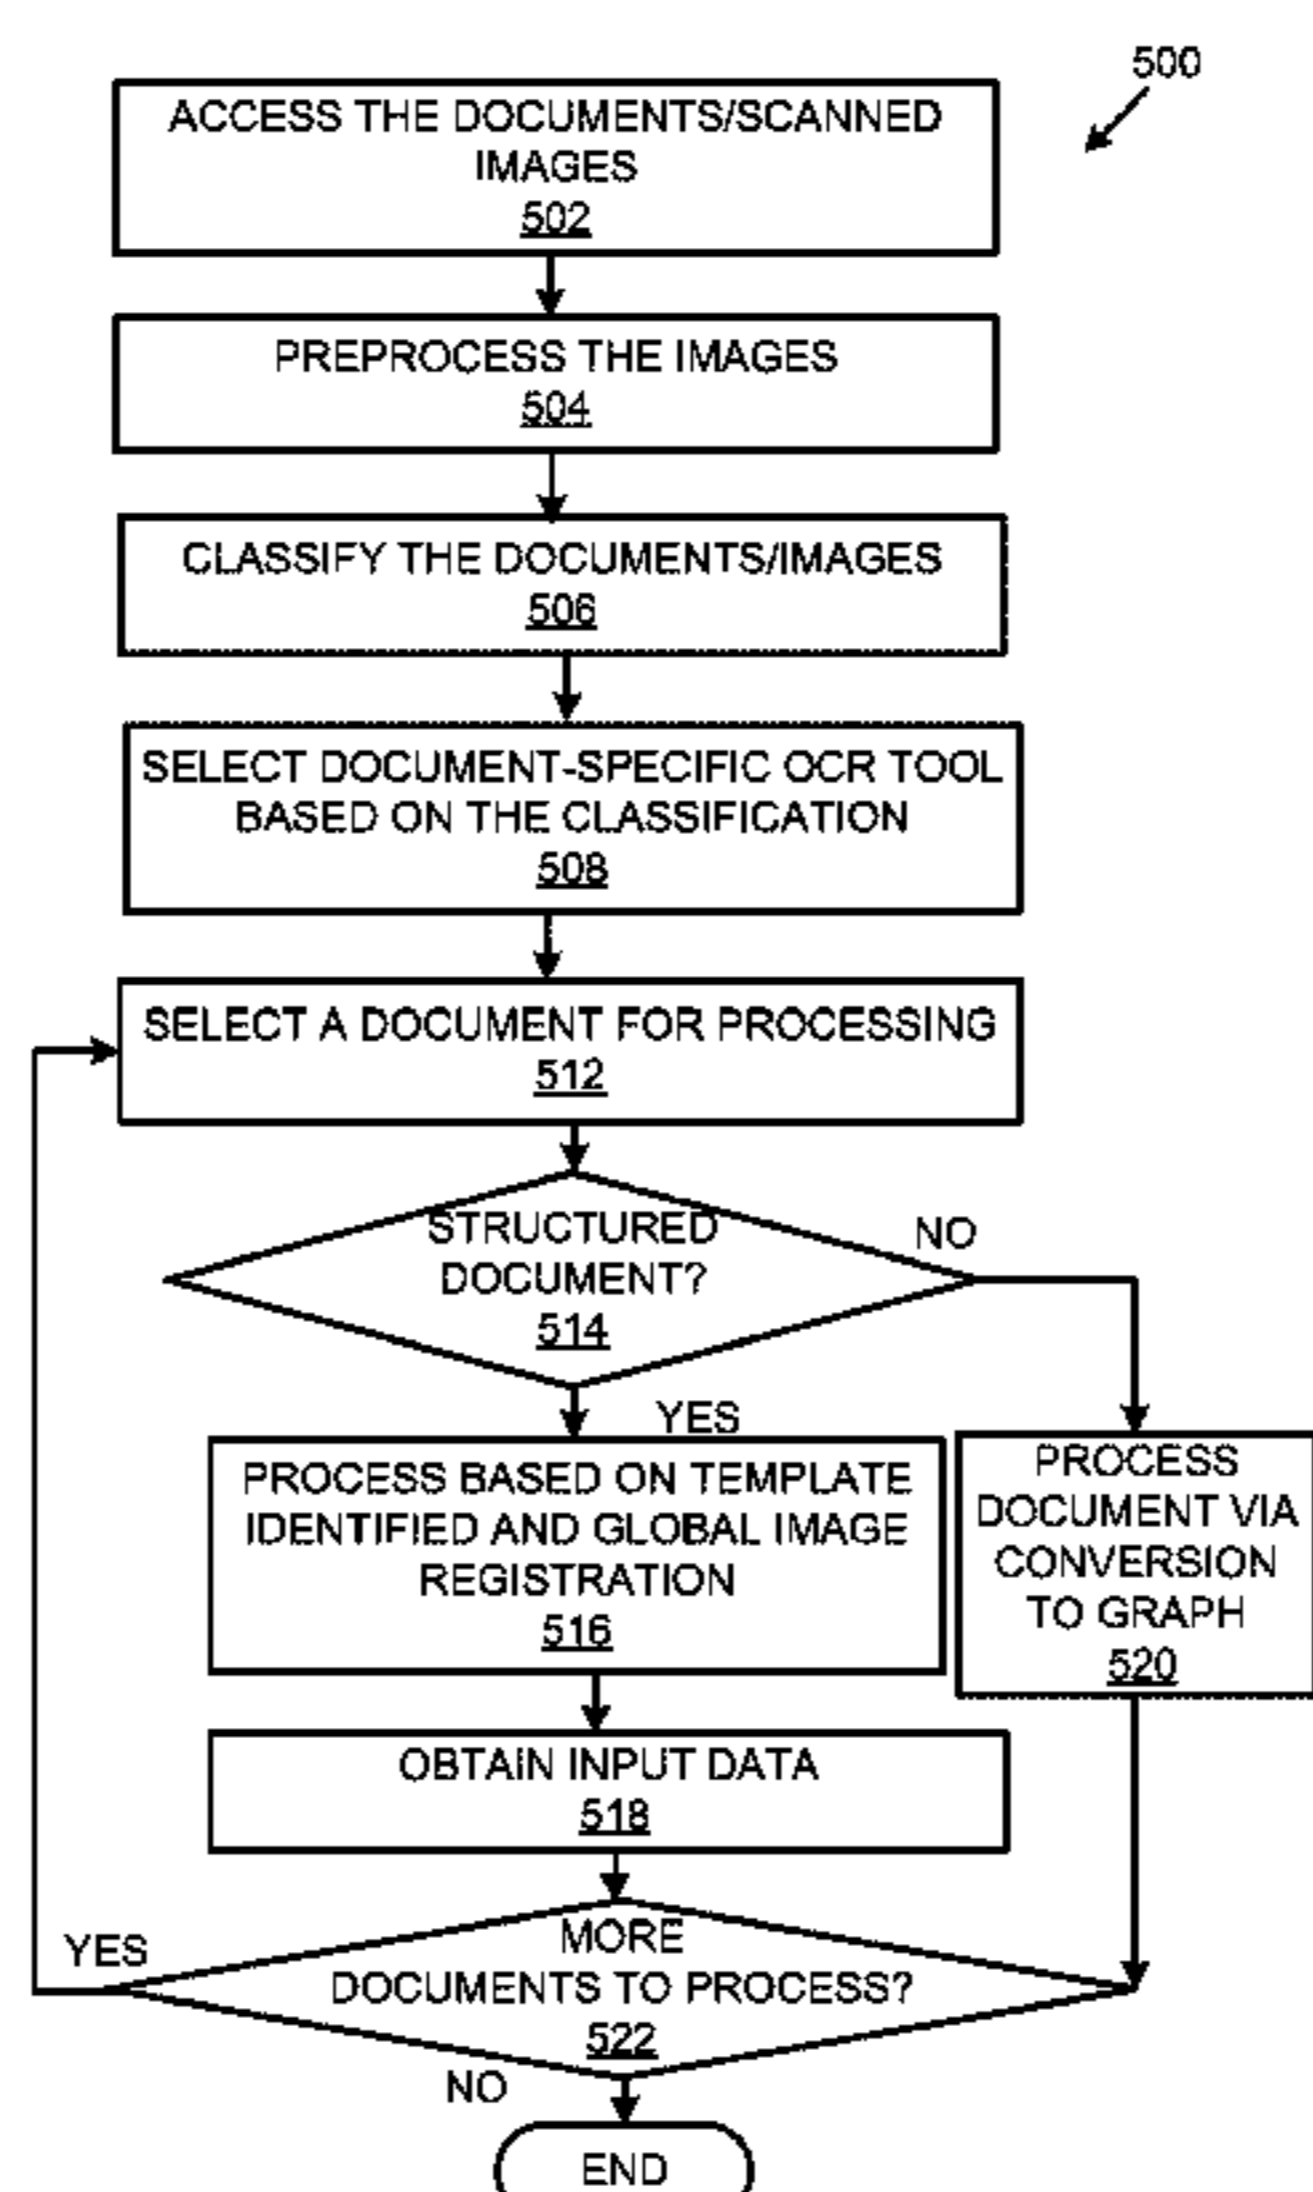 500
ACCESS THE DOCUMENTS/SCANNED
IMAGES
502
PREPROCESS THE IMAGES
504
CLASSIFY THE DOCUMENTS/IMAGES
506
SELECT DOCUMENT-SPECIFIC OCR TOOL
BASED ON THE CLASSIFICATION
508
SELECT A DOCUMENT FOR PROCESSING
512
STRUCTURED
DOCUMENT?
514
NO
YES
PROCESS BASED ON TEMPLATE
IDENTIFIED AND GLOBAL IMAGE
REGISTRATION
516
PROCESS
DOCUMENT VIA
CONVERSION
TO GRAPH
520
OBTAIN INPUT DATA
518
YES
MORE
DOCUMENTS TO PROCESS?
522
NO
END